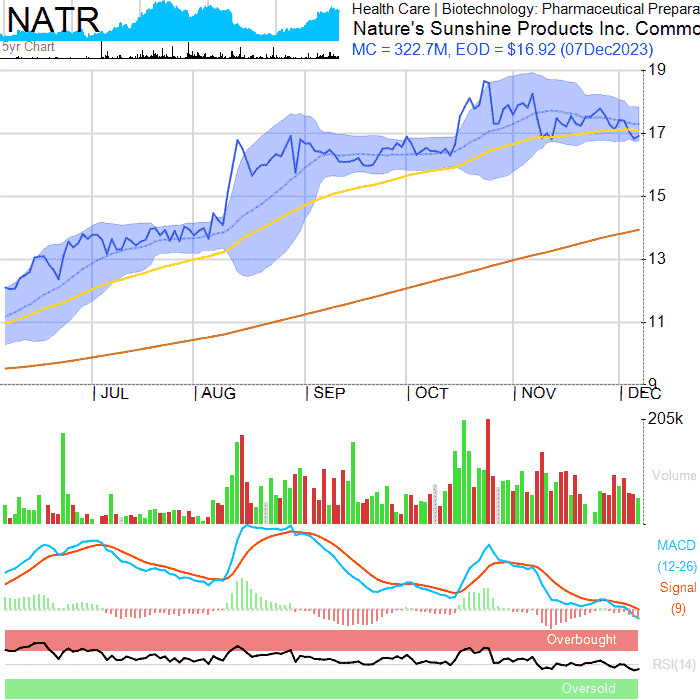 NATR
5yr Chart
Health Care | Biotechnology: Pharmaceutical Prepara
Nature's Sunshine Products Inc. Commo
MC = 322.7M, EOD = $16.92 (07Dec2023)
19
17
15
13
11
9
| JUL | AUG | SEP | OCT | NOV | DEC
205k
Volume
MACD
(12-26)
Signal
(9)
Overbought
RSI(14)
Oversold